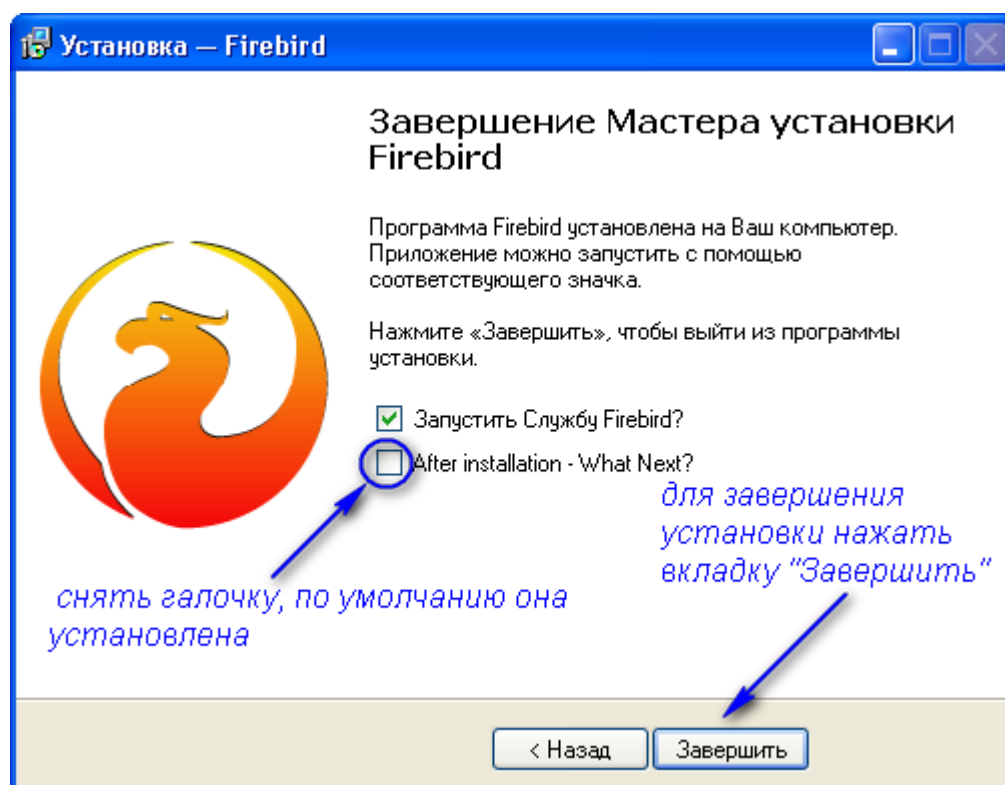 Установка — Firebird
Завершение Мастера установки
Firebird
Программа Firebird установлена на Ваш компьютер.
Приложение можно запустить с помощью
соответствующего значка.
Нажмите «Завершить», чтобы выйти из программы
установки.
Запустить Службу Firebird?
After installation - What Next?
для завершения
установки нажать
вкладку "Завершить"
снять галочку, по умолчанию она
установлена
< Назад
Завершить